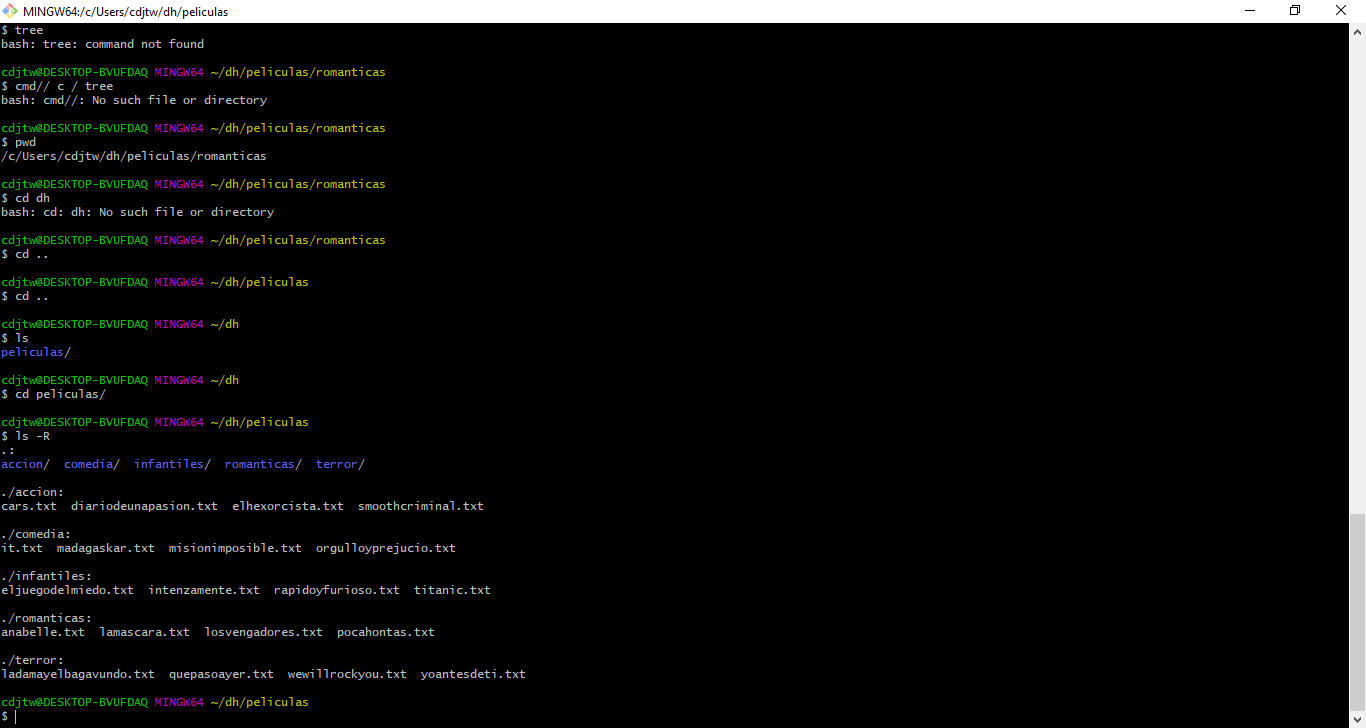 MINGW64:/c/Users/cdjtw/dh/peliculas
$ tree
bash: tree: command not found
cdjtw@DESKTOP-BVUFDAQ MINGW64 ~/dh/peliculas/romanticas
$ cmd// c / tree
bash: cmd//: No such file or directory
cdjtw@DESKTOP-BVUFDAQ MINGW64 ~/dh/peliculas/romanticas
$ pwd
/c/Users/cdjtw/dh/peliculas/romanticas
cdjtw@DESKTOP-BVUFDAQ MINGW64 ~/dh/peliculas/romanticas
$ cd dh
bash: cd: dh: No such file or directory
cdjtw@DESKTOP-BVUFDAQ MINGW64 ~/dh/peliculas/romanticas
$ cd ..
cdjtw@DESKTOP-BVUFDAQ MINGW64 ~/dh/peliculas
$ cd ..
cdjtw@DESKTOP-BVUFDAQ MINGW64 ~/dh
$ ls
peliculas/
cdjtw@DESKTOP-BVUFDAQ MINGW64 ~/dh
$ cd peliculas/
cdjtw@DESKTOP-BVUFDAQ MINGW64 ~/dh/peliculas
$ ls -R
.:
accion/  comedia/  infantiles/  romanticas/  terror/
./accion:
cars.txt  diariodeunapasion.txt  elhexorcista.txt  smoothcriminal.txt
./comedia:
it.txt  madagaskar.txt  misionimposible.txt  orgulloyprejucio.txt
./infantiles:
eljuegodelmiedo.txt  intenzamente.txt  rapidoyfurioso.txt  titanic.txt
./romanticas:
anabelle.txt  lamascara.txt  losvengadores.txt  pocahontas.txt
./terror:
ladamayelbagavundo.txt  quepasoayer.txt  wewillrockyou.txt  yoantesdeti.txt
cdjtw@DESKTOP-BVUFDAQ MINGW64 ~/dh/peliculas
$